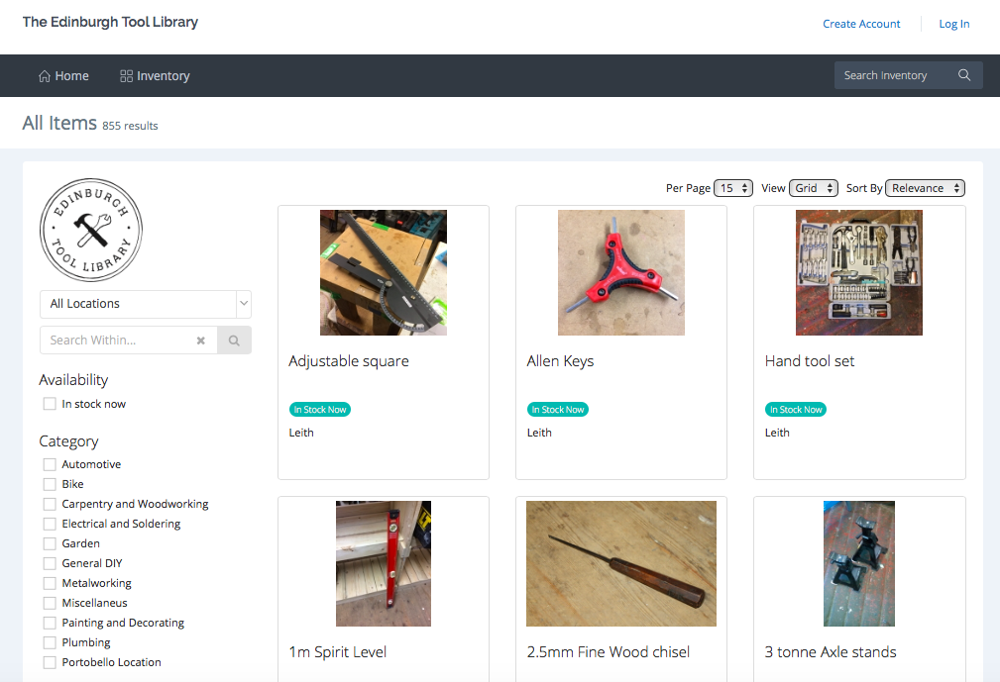 The Edinburgh Tool Library
Create Account
Log In
Home
Inventory
Search Inventory
All Items 855 results
EDINBURGH
TOOL LIBRARY
Per Page 15 View Grid Sort By Relevance
All Locations
Search Within...
Availability
In stock now
Category
Automotive
Bike
Carpentry and Woodworking
Electrical and Soldering
Garden
General DIY
Metalworking
Miscellaneus
Painting and Decorating
Plumbing
Portobello Location
Adjustable square
In Stock Now
Leith
Allen Keys
In Stock Now
Leith
Hand tool set
In Stock Now
Leith
1m Spirit Level
2.5mm Fine Wood chisel
3 tonne Axle stands